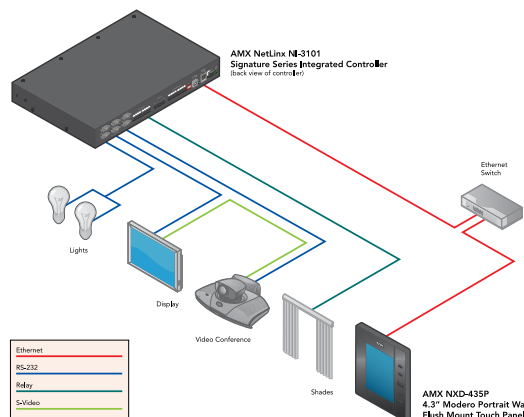 AMX NetLinx NI-3101
Signature Series Integrated Controller
(back view of controller)
Ethernet
Switch
Lights
Display
Video Conference
Shades
Ethernet
RS-232
Relay
S-Video
AMX NXD-435P
4.3" Modero Portrait Wa
Flush Mount Touch Panel